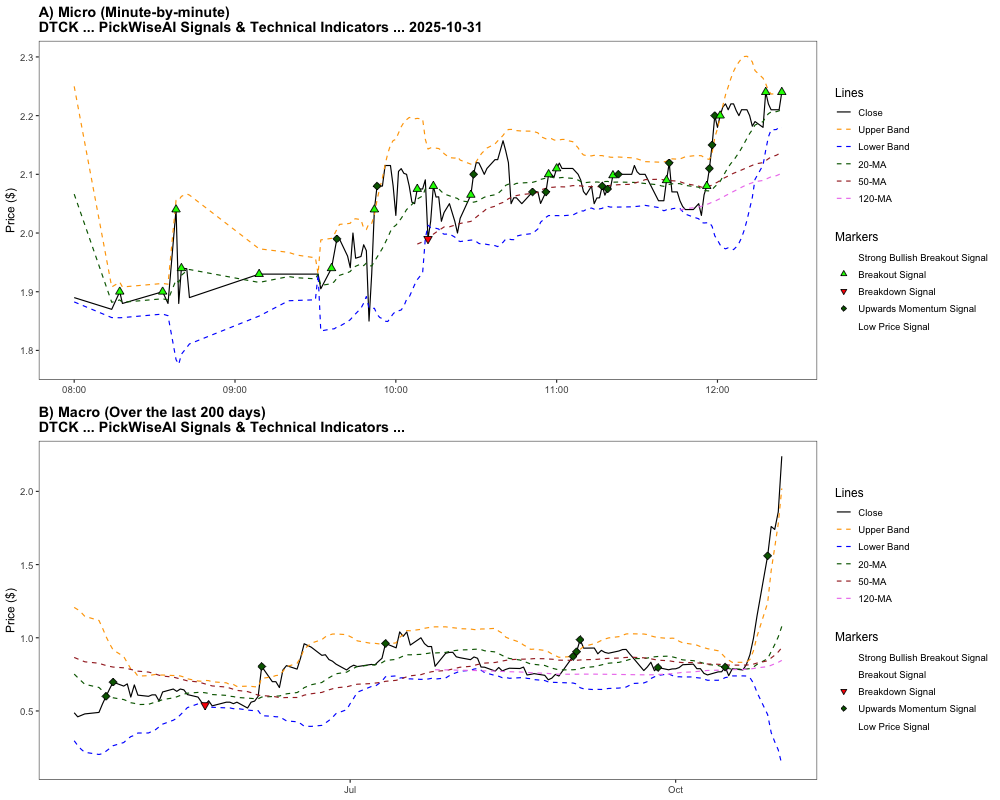 A) Micro (Minute-by-minute)
DTCK ... PickWiseAI Signals & Technical Indicators ... 2025-10-31
Price ($)
2.3
2.2
2.1
2.0
1.9
1.8
08:00
09:00
10:00
11:00
12:00
Lines
Close
Upper Band
Lower Band
20-MA
50-MA
120-MA
Markers
Strong Bullish Breakout Signal
Breakout Signal
Breakdown Signal
Upwards Momentum Signal
Low Price Signal
B) Macro (Over the last 200 days)
DTCK ... PickWiseAI Signals & Technical Indicators ...
Price ($)
2.0
1.5
1.0
0.5
Jul
Oct
Lines
Close
Upper Band
Lower Band
20-MA
50-MA
120-MA
Markers
Strong Bullish Breakout Signal
Breakout Signal
Breakdown Signal
Upwards Momentum Signal
Low Price Signal